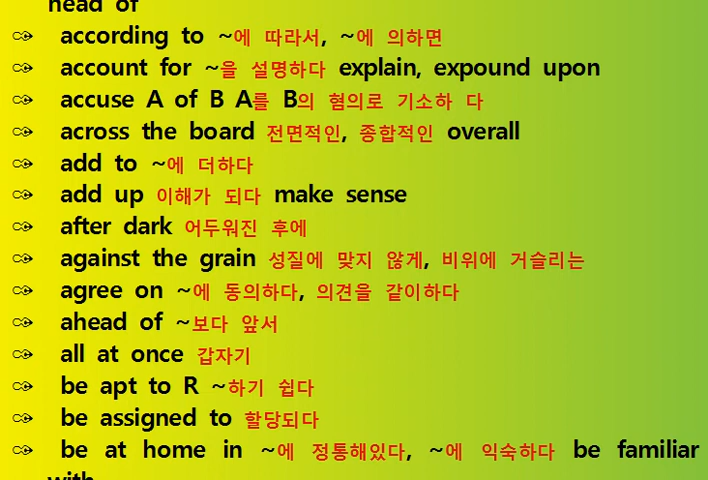 head of
according to ~에 따라서, ~에 의하면
account for ~을 설명하다 explain, expound upon
accuse A of B A를 B의 혐의로 기소하 다
across the board 전면적인, 종합적인 overall
add to ~에 더하다
add up 이해가 되다 make sense
after dark 어두워진 후에
against the grain 성질에 맞지 않게, 비위에 거슬리는
agree on ~에 동의하다, 의견을 같이하다
ahead of ~보다 앞서
all at once 갑자기
be apt to R ~하기 쉽다
be assigned to 할당되다
be at home in ~에 정통해있다, ~에 익숙하다 be familiar
with